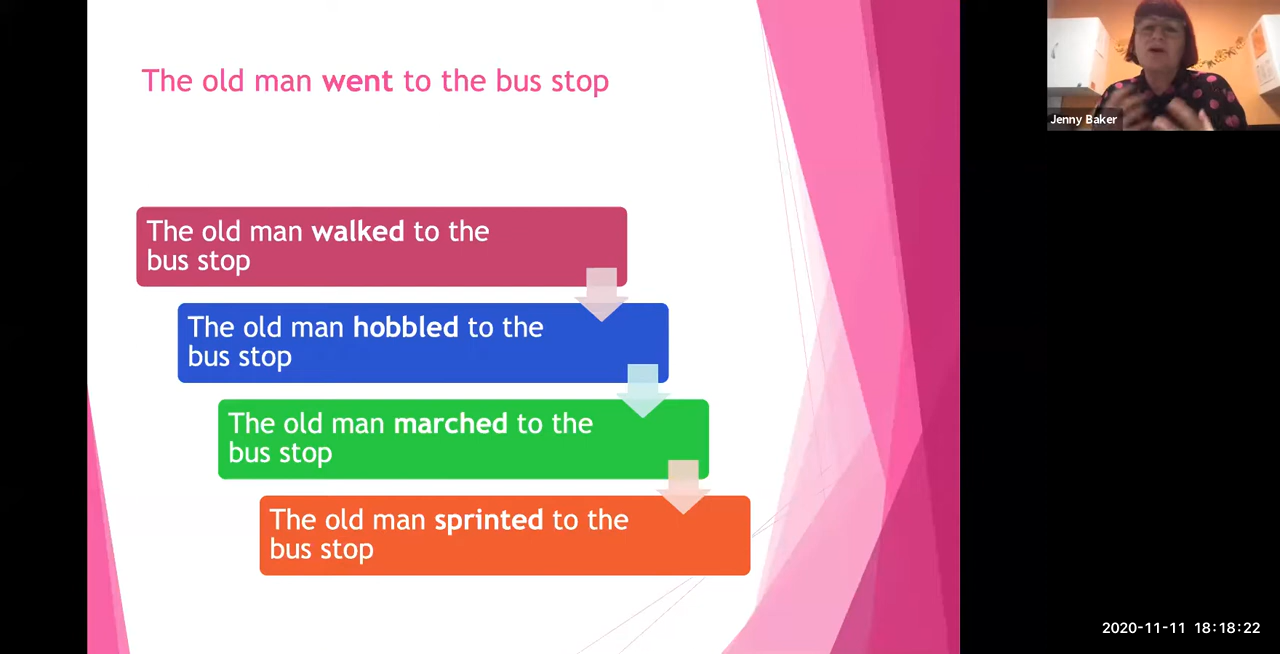 The old man went to the bus stop
The old man walked to the
bus stop
The old man hobbled to the
bus stop
The old man marched to the
bus stop
The old man sprinted to the
bus stop
Jenny Baker
2020-11-11 18:18:22